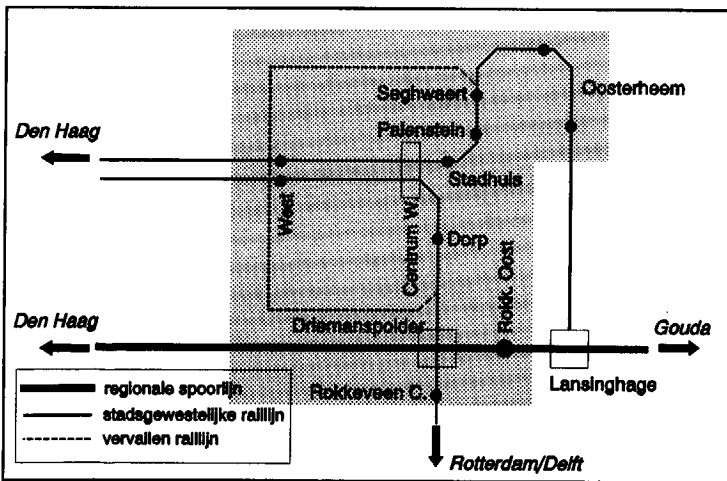 Oosterheem
Seghwaert
Palenstein
Den Haag
Stadhuis
West
Centrum W.
Dorp
Rokk. Oost
Driemanspolder
Den Haag
Gouda
Lansinghage
Rokkeveen C.
regionale spoorlijn
stadsgewestelijke raillijn
vervallen raillijn
Rotterdam/Delft